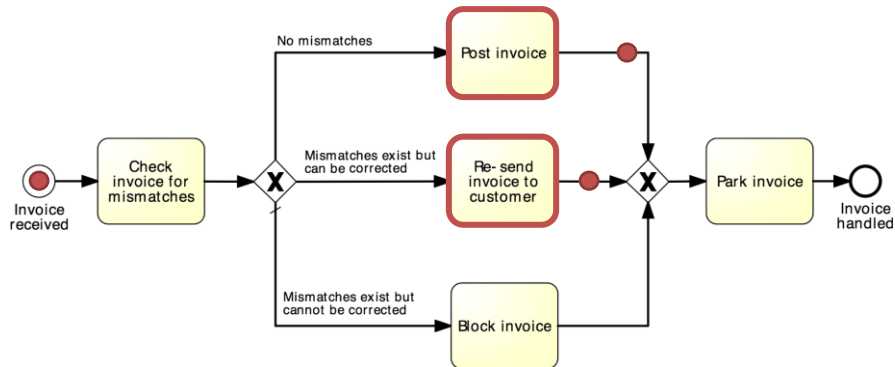 No mismatches
Post invoice
Mismatches exist but
can be corrected
Check
invoice for
mismatches
X
Re- send
invoice to
customer
X
Park invoice
Invoice
received
Invoice
handled
Mismatches exist but
cannot be corrected
Block invoice